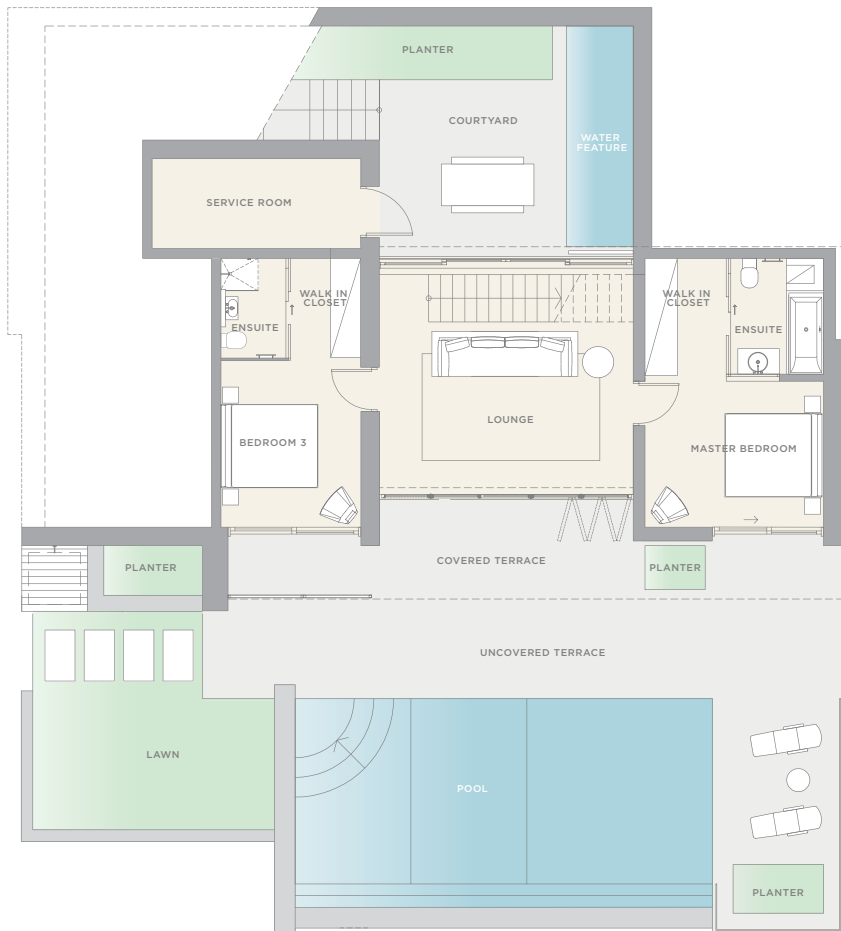 PLANTER
COURTYARD
WATER
FEATURE
SERVICE ROOM
WALK IN
CLOSET
ENSUITE
WALK IN
CLOSET
ENSUITE
LOUNGE
BEDROOM 3
MASTER BEDROOM
COVERED TERRACE
PLANTER
PLANTER
UNCOVERED TERRACE
LAWN
POOL
PLANTER